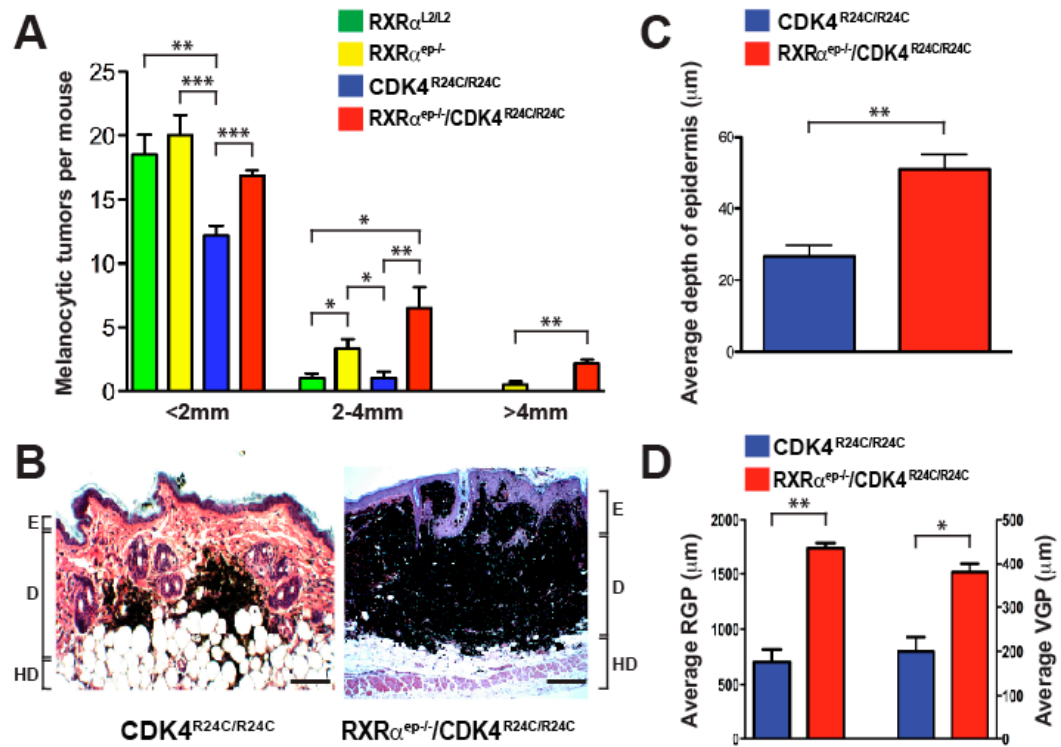 A
RXRα^L2/L2
RXRα^ep-/-
CDK4^R24C/R24C
RXRα^ep-/-/CDK4^R24C/R24C
Melanocytic tumors per mouse
25
20
15
10
5
0
**
***
***
*
*
*
**
**
<2mm
2-4mm
>4mm
B
E
D
HD
E
D
HD
CDK4^R24C/R24C
RXRα^ep-/-/CDK4^R24C/R24C
C
CDK4^R24C/R24C
RXRα^ep-/-/CDK4^R24C/R24C
Average depth of epidermis (μm)
60
40
20
0
**
D
CDK4^R24C/R24C
RXRα^ep-/-/CDK4^R24C/R24C
Average RGP (μm)
2000
1500
1000
500
0
**
*
500
400
300
200
100
0
Average VGP (μm)